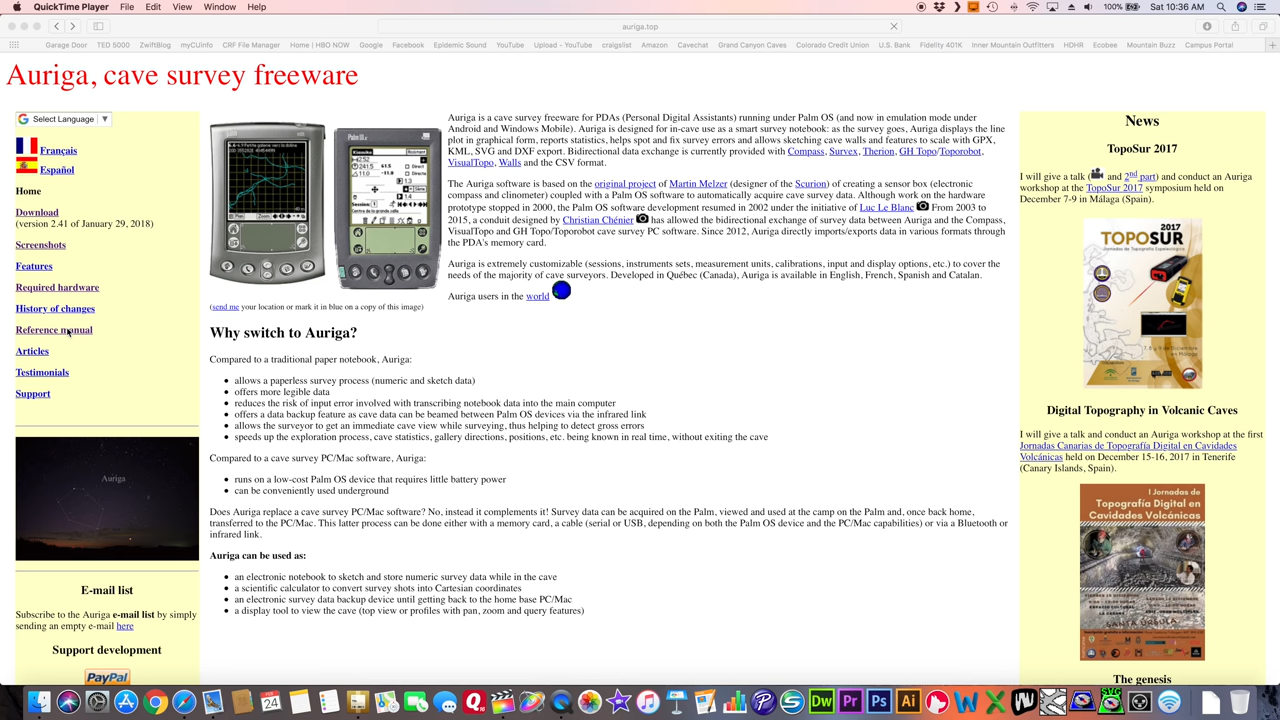 QuickTime Player File Edit View Window Help
100% Sat 10:36 AM
auriga.top
Garage Door TED 5000 ZwiftBlog myCUinfo CRF File Manager Home | HBO NOW Google Facebook Epidemic Sound YouTube Upload - YouTube craigslist Amazon Cavechat Grand Canyon Caves Colorado Credit Union U.S. Bank Fidelity 401K Inner Mountain Outfitters HDHR Ecobee Mountain Buzz Campus Portal
Auriga, cave survey freeware
Select Language
Français
Español
Home
Download
(version 2.41 of January 29, 2018)
Screenshots
Features
Required hardware
History of changes
Reference manual
Articles
Testimonials
Support
Auriga
E-mail list
Subscribe to the Auriga e-mail list by simply
sending an empty e-mail here
Support development
PayPal
(send me your location or mark it in blue on a copy of this image)
Auriga is a cave survey freeware for PDAs (Personal Digital Assistants) running under Palm OS (and now in emulation mode under
Android and Windows Mobile). Auriga is designed for in-cave use as a smart survey notebook: as the survey goes, Auriga displays the line
plot in graphical form, reports statistics, helps spot and fix survey errors and allows sketching cave walls and features to scale with GPX,
KML, SVG and DXF export. Bidirectional data exchange is currently provided with Compass, Survex, Therion, GH Topo/Toporobot,
VisualTopo, Walls and the CSV format.
The Auriga software is based on the original project of Martin Melzer (designer of the Scurion) of creating a sensor box (electronic
compass and clinometer) coupled with a Palm OS software to automatically acquire cave survey data. Although work on the hardware
prototype stopped in 2000, the Palm OS software development resumed in 2002 under the initiative of Luc Le Blanc From 2003 to
2015, a conduit designed by Christian Chénier has allowed the bidirectional exchange of survey data between Auriga and the Compass,
VisualTopo and GH Topo/Toporobot cave survey PC software. Since 2012, Auriga directly imports/exports data in various formats through
the PDA's memory card.
Auriga is extremely customizable (sessions, instruments sets, measurement units, calibrations, input and display options, etc.) to cover the
needs of the majority of cave surveyors. Developed in Québec (Canada), Auriga is available in English, French, Spanish and Catalan.
Auriga users in the world
Why switch to Auriga?
Compared to a traditional paper notebook, Auriga:
• allows a paperless survey process (numeric and sketch data)
• offers more legible data
• reduces the risk of input error involved with transcribing notebook data into the main computer
• offers a data backup feature as cave data can be beamed between Palm OS devices via the infrared link
• allows the surveyor to get an immediate cave view while surveying, thus helping to detect gross errors
• speeds up the exploration process, cave statistics, gallery directions, positions, etc. being known in real time, without exiting the cave
Compared to a cave survey PC/Mac software, Auriga:
• runs on a low-cost Palm OS device that requires little battery power
• can be conveniently used underground
Does Auriga replace a cave survey PC/Mac software? No, instead it complements it! Survey data can be acquired on the Palm, viewed and used at the camp on the Palm and, once back home,
transferred to the PC/Mac. This latter process can be done either with a memory card, a cable (serial or USB, depending on both the Palm OS device and the PC/Mac capabilities) or via a Bluetooth or
infrared link.
Auriga can be used as:
• an electronic notebook to sketch and store numeric survey data while in the cave
• a scientific calculator to convert survey shots into Cartesian coordinates
• an electronic survey data backup device until getting back to the home base PC/Mac
• a display tool to view the cave (top view or profiles with pan, zoom and query features)
News
TopoSur 2017
I will give a talk ( and 2nd part) and conduct an Auriga
workshop at the TopoSur 2017 symposium held on
December 7-9 in Málaga (Spain).
2017
TOPO
SUR
Digital Topography in Volcanic Caves
I will give a talk and conduct an Auriga workshop at the first
Jornadas Canarias de Topografía Digital en Cavidades
Volcánicas held on December 15-16, 2017 in Tenerife
(Canary Islands, Spain).
I Jornadas de
Topografía Digital en
Cavidades Volcánicas
SANTA ÚRSULA
The genesis
FEB
24
Dw Pr Ps Ai